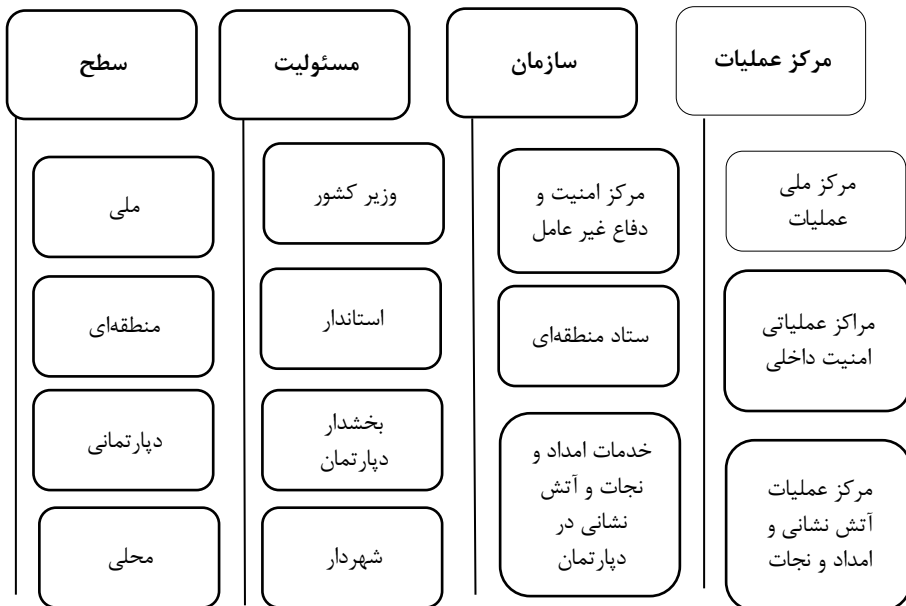 مرکز عملیات
سازمان
مسئولیت
سطح
مرکز ملی
عملیات
مراکز عملیاتی
امنیت داخلی
مرکز عملیات
آتش نشانی و
امداد و نجات
مرکز امنیت و
دفاع غیر عامل
ستاد منطقه‌ای
خدمات امداد و
نجات و آتش
نشانی در
دپارتمان
وزیر کشور
استاندار
بخشدار
دپارتمان
شهردار
ملی
منطقه‌ای
دپارتمانی
محلی